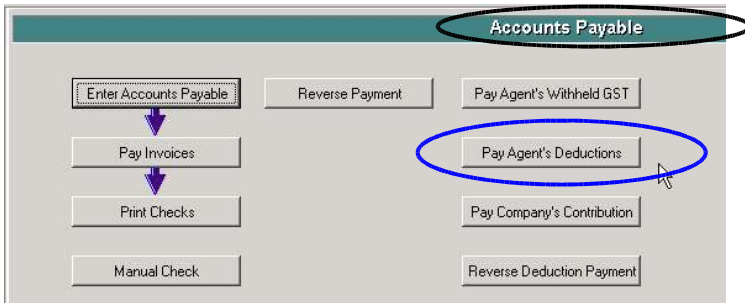 Accounts Payable
Enter Accounts Payable
Reverse Payment
Pay Agent's Withheld GST
Pay Invoices
Pay Agent's Deductions
Print Checks
Pay Company's Contribution
Manual Check
Reverse Deduction Payment